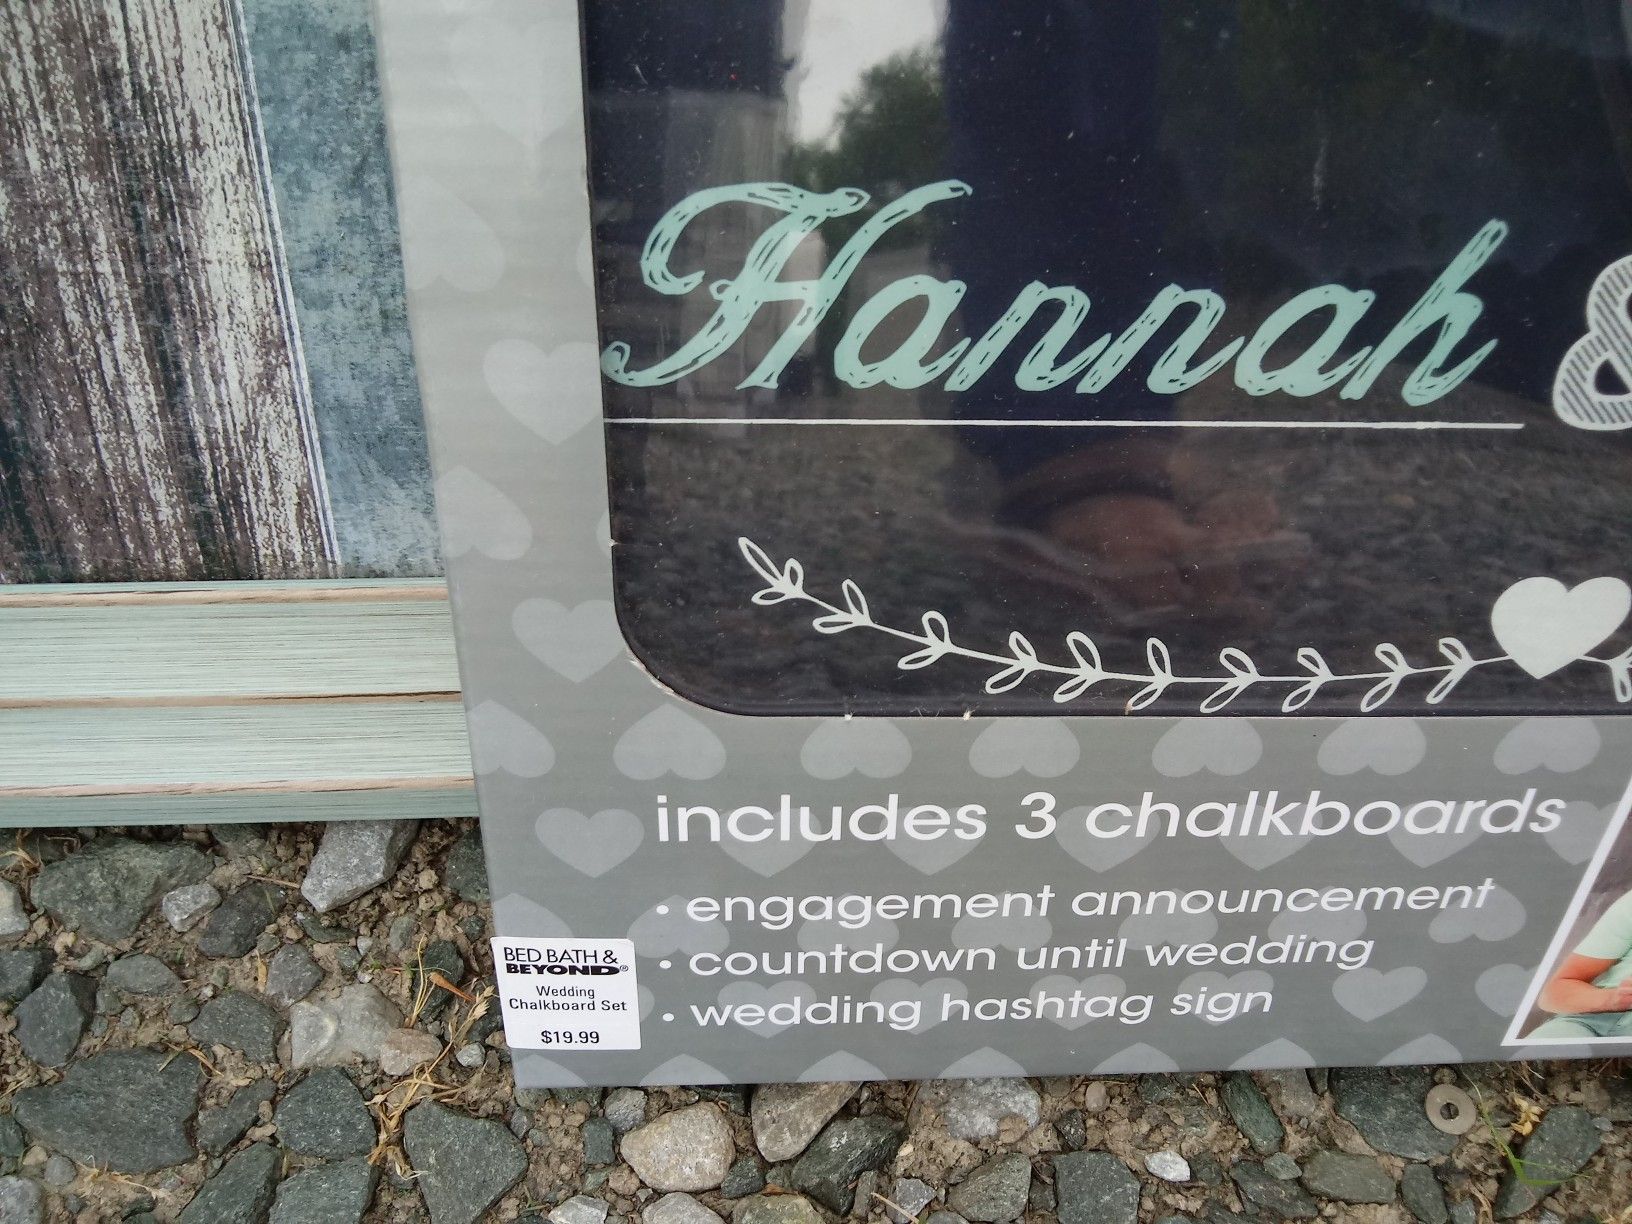 Hannah &
includes 3 chalkboards
• engagement announcement
• countdown until wedding
• wedding hashtag sign
BED BATH &
BEYOND®
Wedding
Chalkboard Set
$19.99